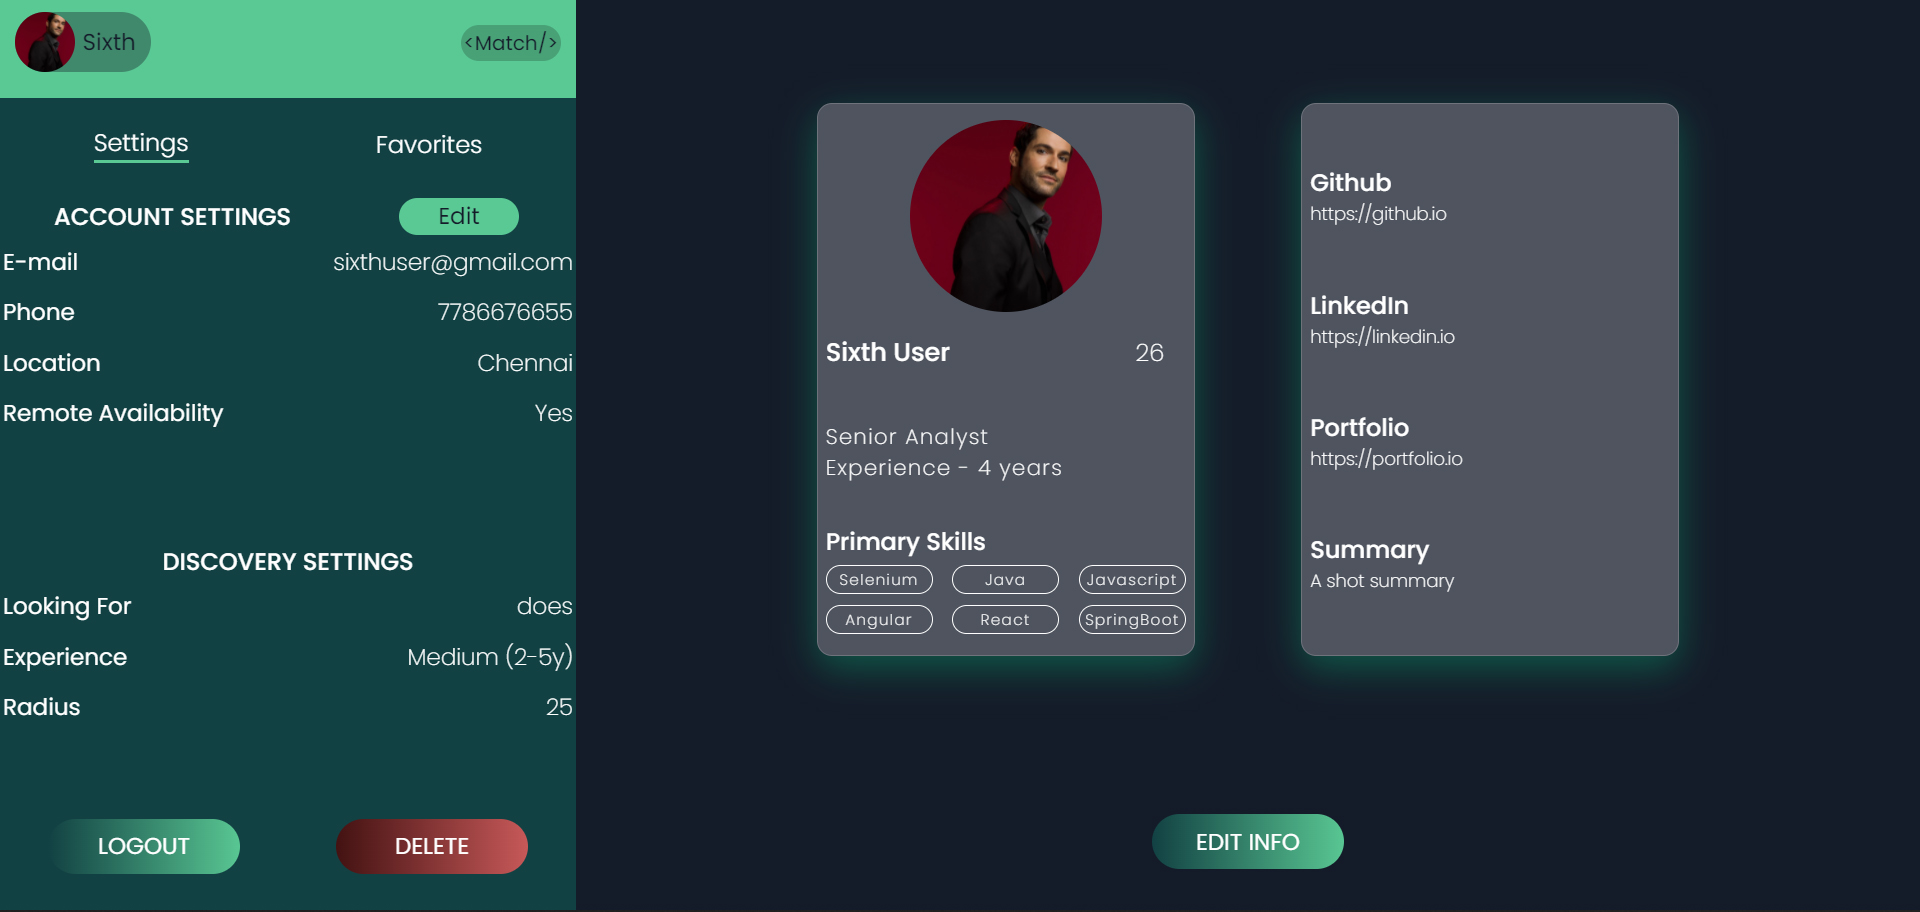 Sixth
<Match/>
Settings
Favorites
ACCOUNT SETTINGS
Edit
E-mail
sixthuser@gmail.com
Phone
7786676655
Location
Chennai
Remote Availability
Yes
DISCOVERY SETTINGS
Looking For
does
Experience
Medium (2-5y)
Radius
25
LOGOUT
DELETE
Sixth User
26
Senior Analyst
Experience - 4 years
Primary Skills
Selenium
Java
Javascript
Angular
React
SpringBoot
Github
https://github.io
LinkedIn
https://linkedin.io
Portfolio
https://portfolio.io
Summary
A shot summary
EDIT INFO